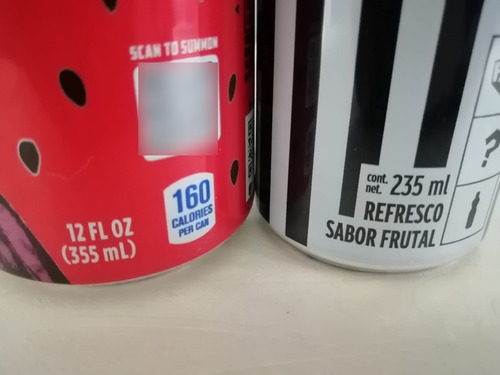 SCAN TO SUMMON
160
CALORIES
PER CAN
12 FL OZ
(355 mL)
cont.
net. 235 ml
REFRESCO
SABOR FRUTAL
?